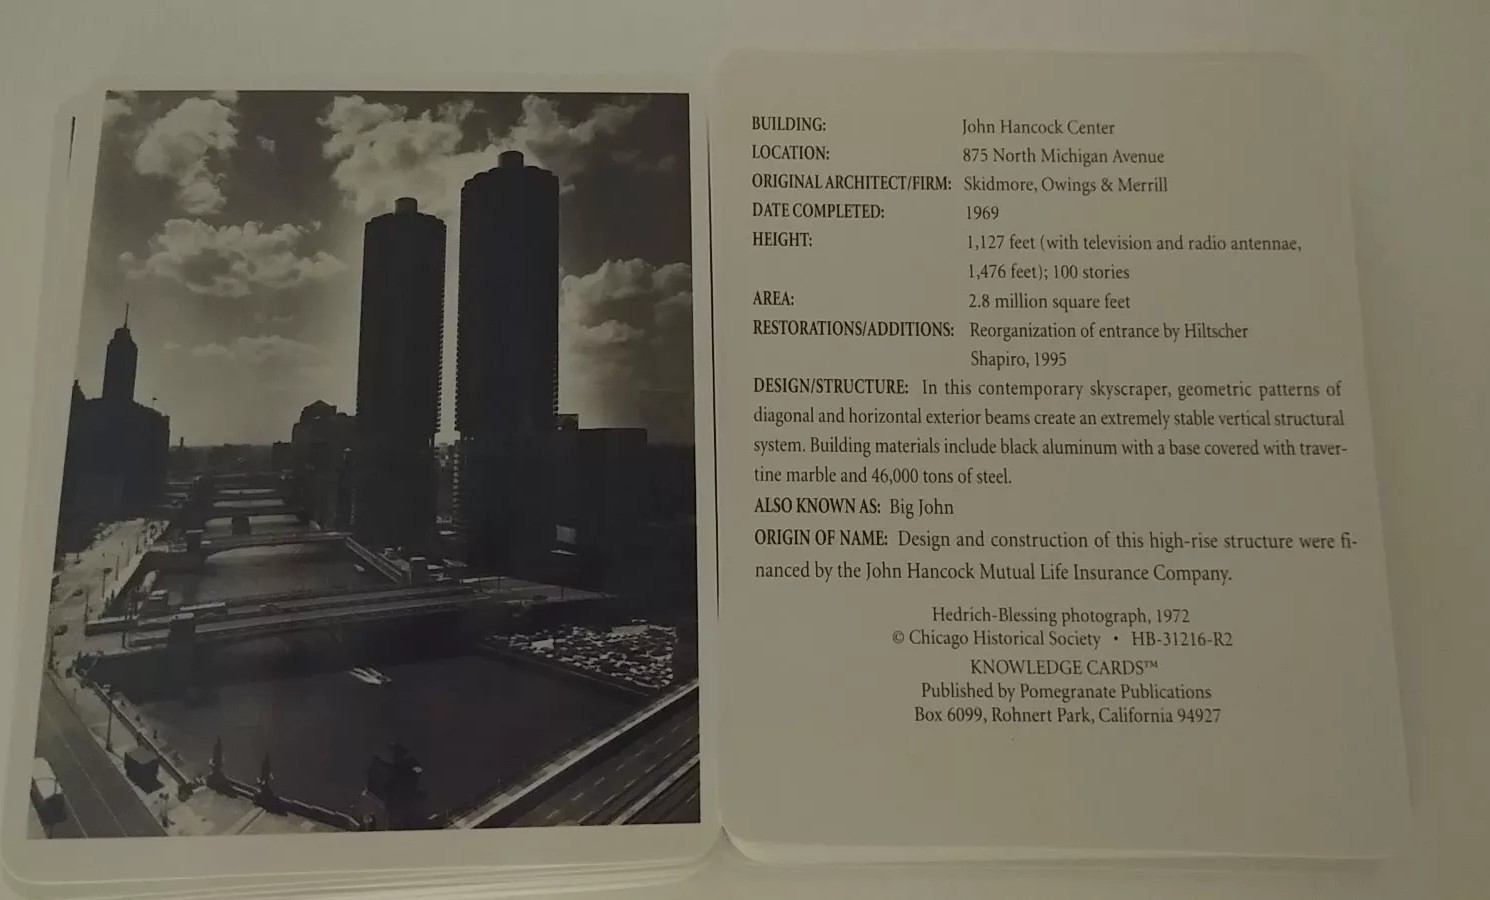 BUILDING: John Hancock Center
LOCATION: 875 North Michigan Avenue
ORIGINAL ARCHITECT/FIRM: Skidmore, Owings & Merrill
DATE COMPLETED: 1969
HEIGHT: 1,127 feet (with television and radio antennae,
1,476 feet); 100 stories
AREA: 2.8 million square feet
RESTORATIONS/ADDITIONS: Reorganization of entrance by Hiltscher
Shapiro, 1995
DESIGN/STRUCTURE: In this contemporary skyscraper, geometric patterns of
diagonal and horizontal exterior beams create an extremely stable vertical structural
system. Building materials include black aluminum with a base covered with traver-
tine marble and 46,000 tons of steel.
ALSO KNOWN AS: Big John
ORIGIN OF NAME: Design and construction of this high-rise structure were fi-
nanced by the John Hancock Mutual Life Insurance Company.
Hedrich-Blessing photograph, 1972
© Chicago Historical Society • HB-31216-R2
KNOWLEDGE CARDS™
Published by Pomegranate Publications
Box 6099, Rohnert Park, California 94927